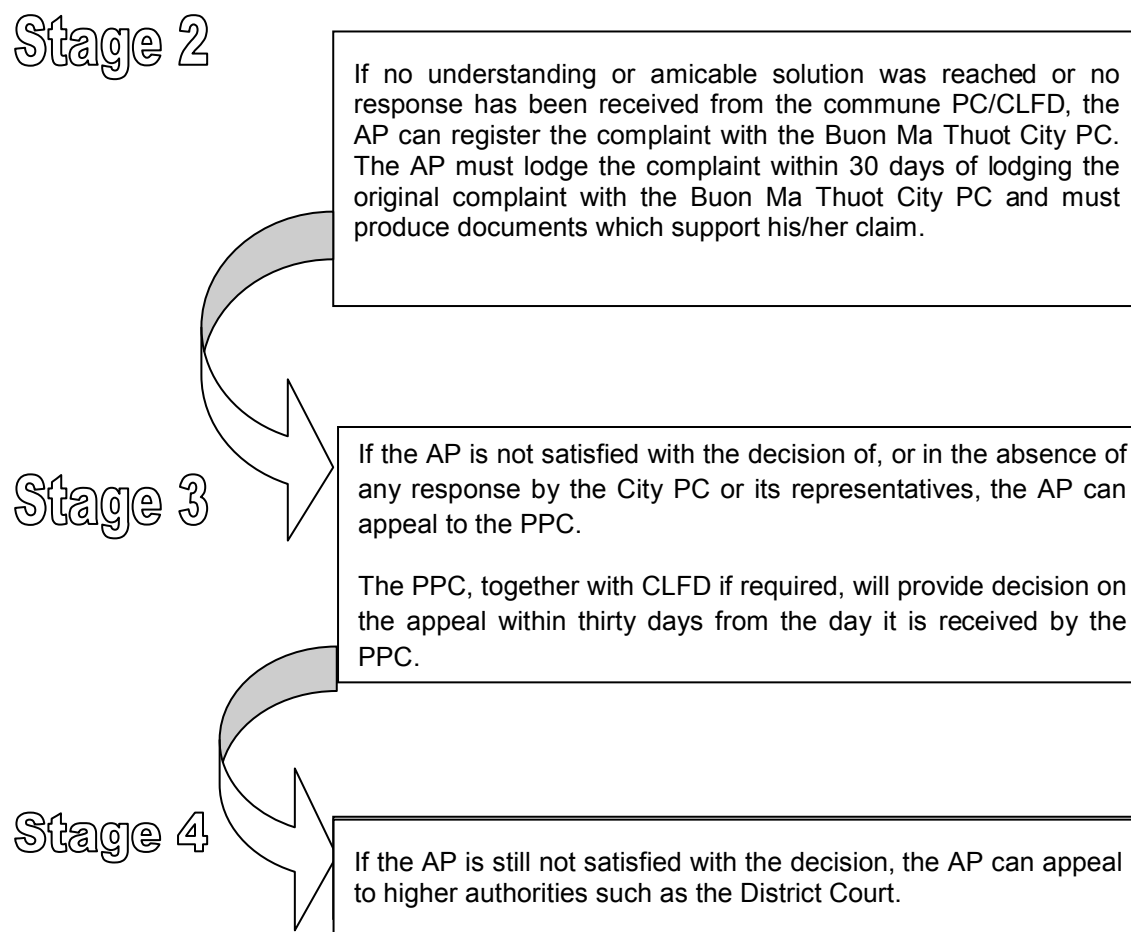 Stage 2
If no understanding or amicable solution was reached or no
response has been received from the commune PC/CLFD, the
AP can register the complaint with the Buon Ma Thuot City PC.
The AP must lodge the complaint within 30 days of lodging the
original complaint with the Buon Ma Thuot City PC and must
produce documents which support his/her claim.
Stage 3
If the AP is not satisfied with the decision of, or in the absence of
any response by the City PC or its representatives, the AP can
appeal to the PPC.
The PPC, together with CLFD if required, will provide decision on
the appeal within thirty days from the day it is received by the
PPC.
Stage 4
If the AP is still not satisfied with the decision, the AP can appeal
to higher authorities such as the District Court.